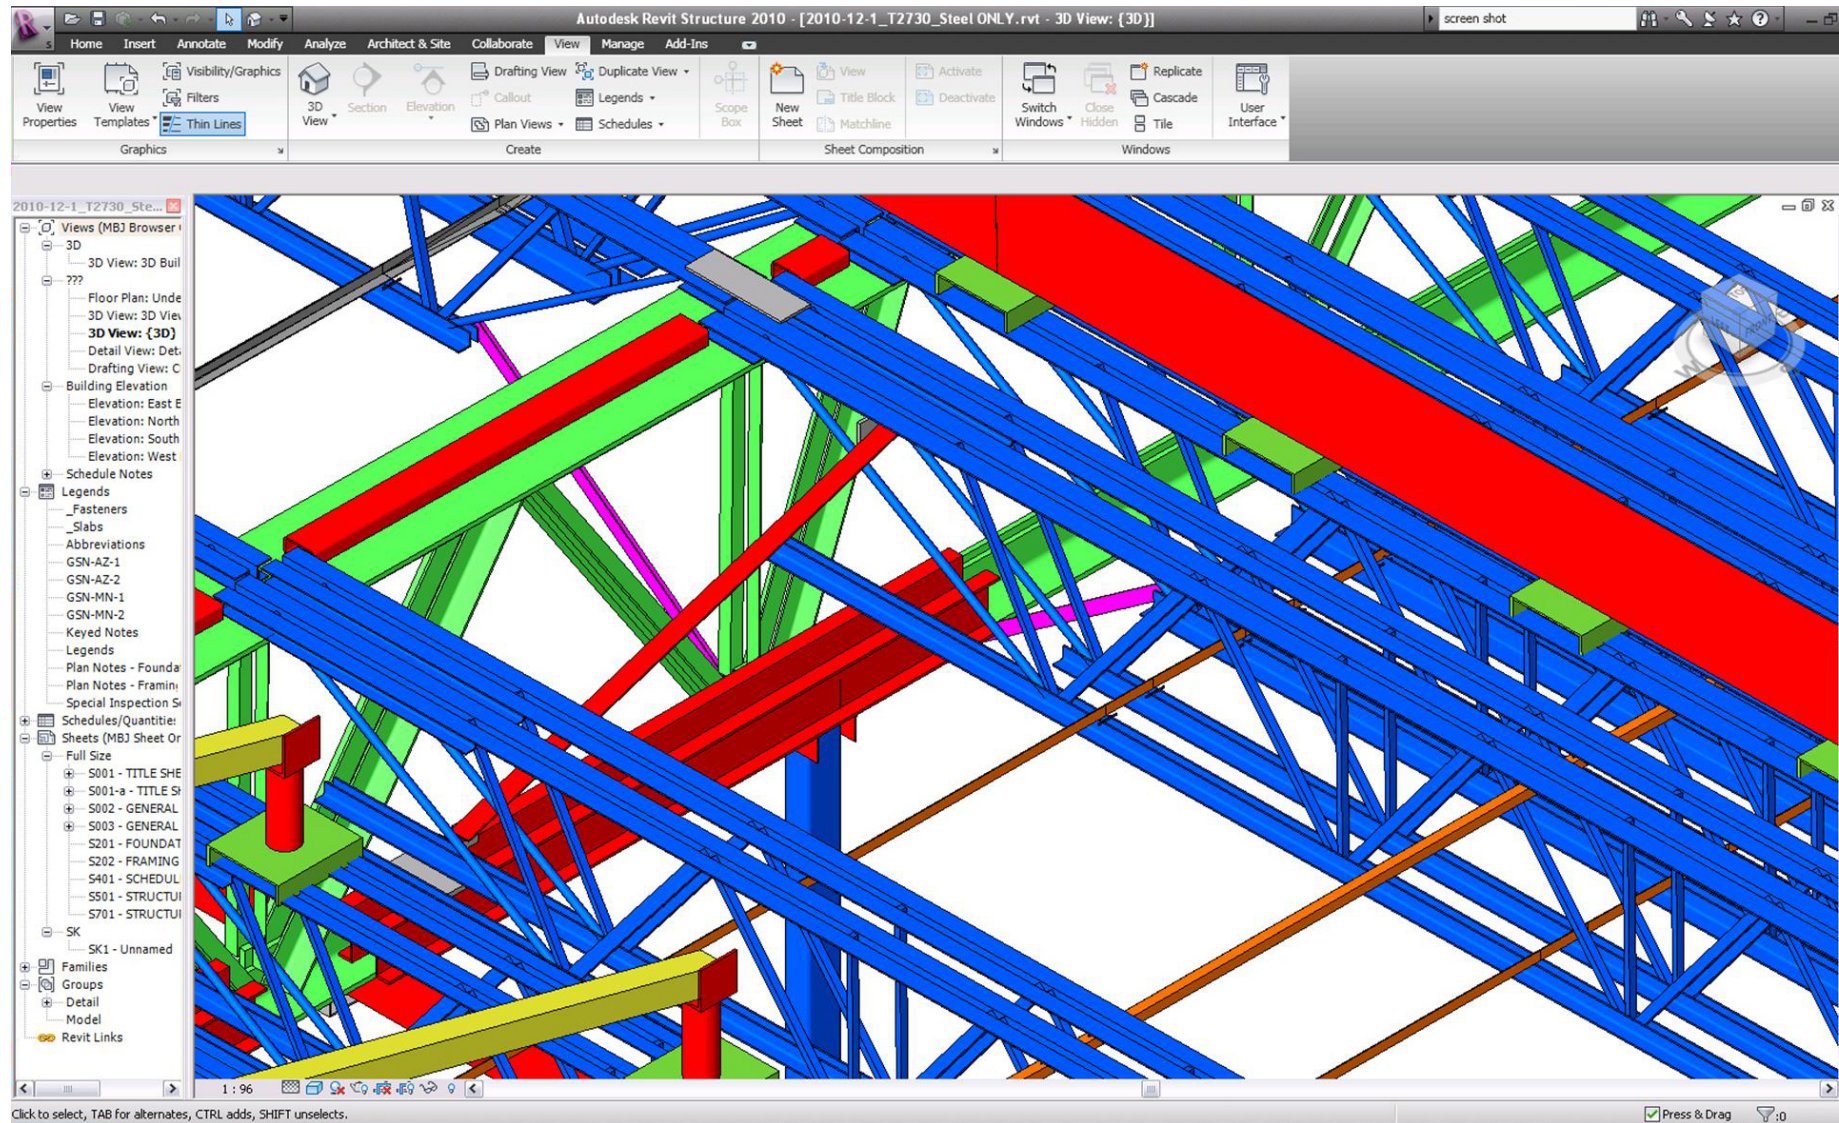 Autodesk Revit Structure 2010 - [2010-12-1_T2730_Steel ONLY.rvt - 3D View: {3D}]
screen shot
Home Insert Annotate Modify Analyze Architect & Site Collaborate View Manage Add-Ins
View Properties
View Templates
Visibility/Graphics
Filters
Thin Lines
Graphics
3D View
Section
Elevation
Drafting View
Callout
Plan Views
Duplicate View
Legends
Schedules
Scope Box
Create
New Sheet
View
Title Block
Matchline
Activate
Deactivate
Sheet Composition
Switch Windows
Close Hidden
Replicate
Cascade
Tile
User Interface
Windows
2010-12-1_T2730_Ste...
Views (MBJ Browser
3D
3D View: 3D Buil
???
Floor Plan: Unde
3D View: 3D Viev
3D View: {3D}
Detail View: Deta
Drafting View: C
Building Elevation
Elevation: East E
Elevation: North
Elevation: South
Elevation: West
Schedule Notes
Legends
_Fasteners
_Slabs
Abbreviations
GSN-AZ-1
GSN-AZ-2
GSN-MN-1
GSN-MN-2
Keyed Notes
Legends
Plan Notes - Founda
Plan Notes - Framin
Special Inspection S
Schedules/Quantities
Sheets (MBJ Sheet Or
Full Size
S001 - TITLE SHE
S001-a - TITLE S
S002 - GENERAL
S003 - GENERAL
S201 - FOUNDAT
S202 - FRAMING
S401 - SCHEDUL
S501 - STRUCTU
S701 - STRUCTU
SK
SK1 - Unnamed
Families
Groups
Detail
Model
Revit Links
1 : 96
Click to select, TAB for alternates, CTRL adds, SHIFT unselects.
Press & Drag
:0